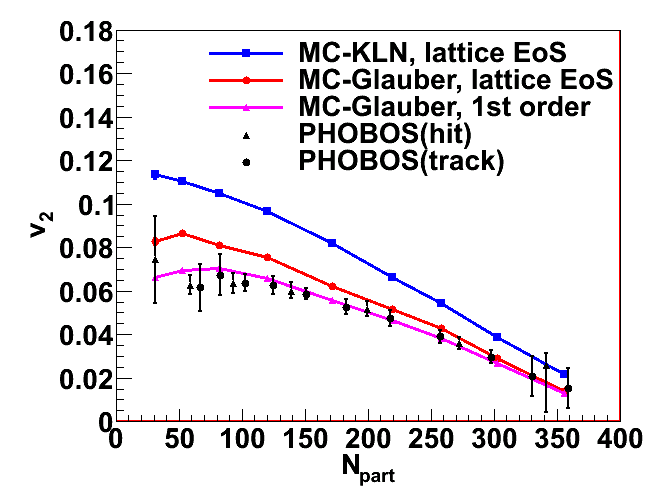 0.18
0.16
0.14
0.12
0.1
0.08
0.06
0.04
0.02
0
v2
MC-KLN, lattice EoS
MC-Glauber, lattice EoS
MC-Glauber, 1st order
PHOBOS(hit)
PHOBOS(track)
0 50 100 150 200 250 300 350 400
Npart